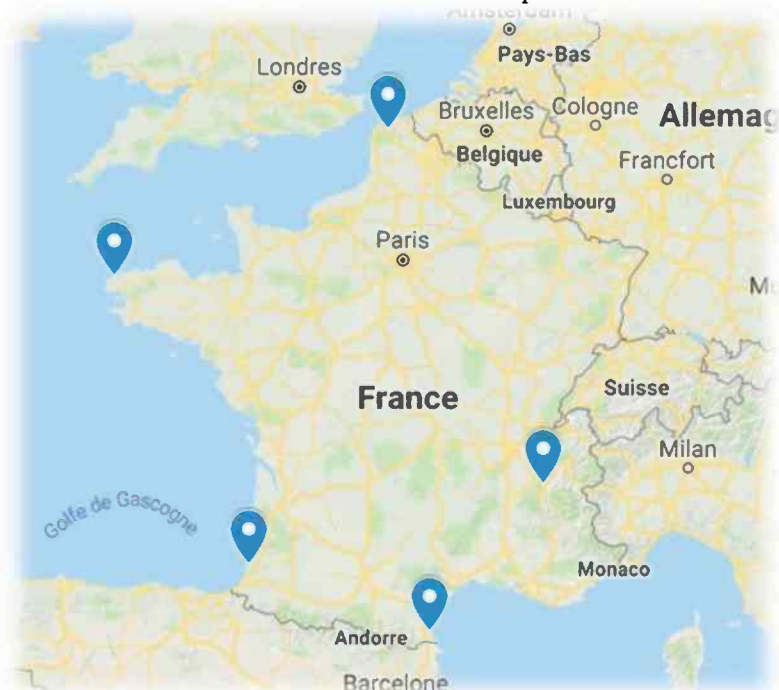 Amsterdam
Pays-Bas
Londres
Bruxelles
Cologne
Allemag
Belgique
Francfort
Luxembourg
Paris
France
Suisse
Milan
Golfe de Gascogne
Monaco
Andorre
Barcelone